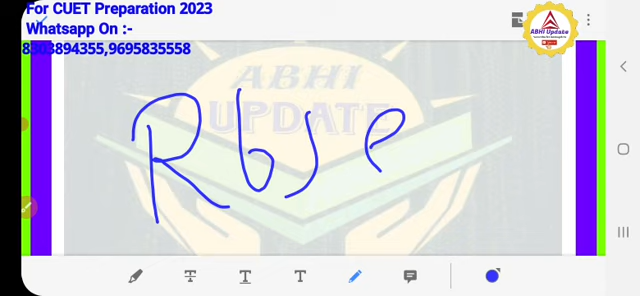 For CUET Preparation 2023
Whatsapp On :-
8303894355,9695835558
ABHI Update
ABHI
UPDATE
Rbse